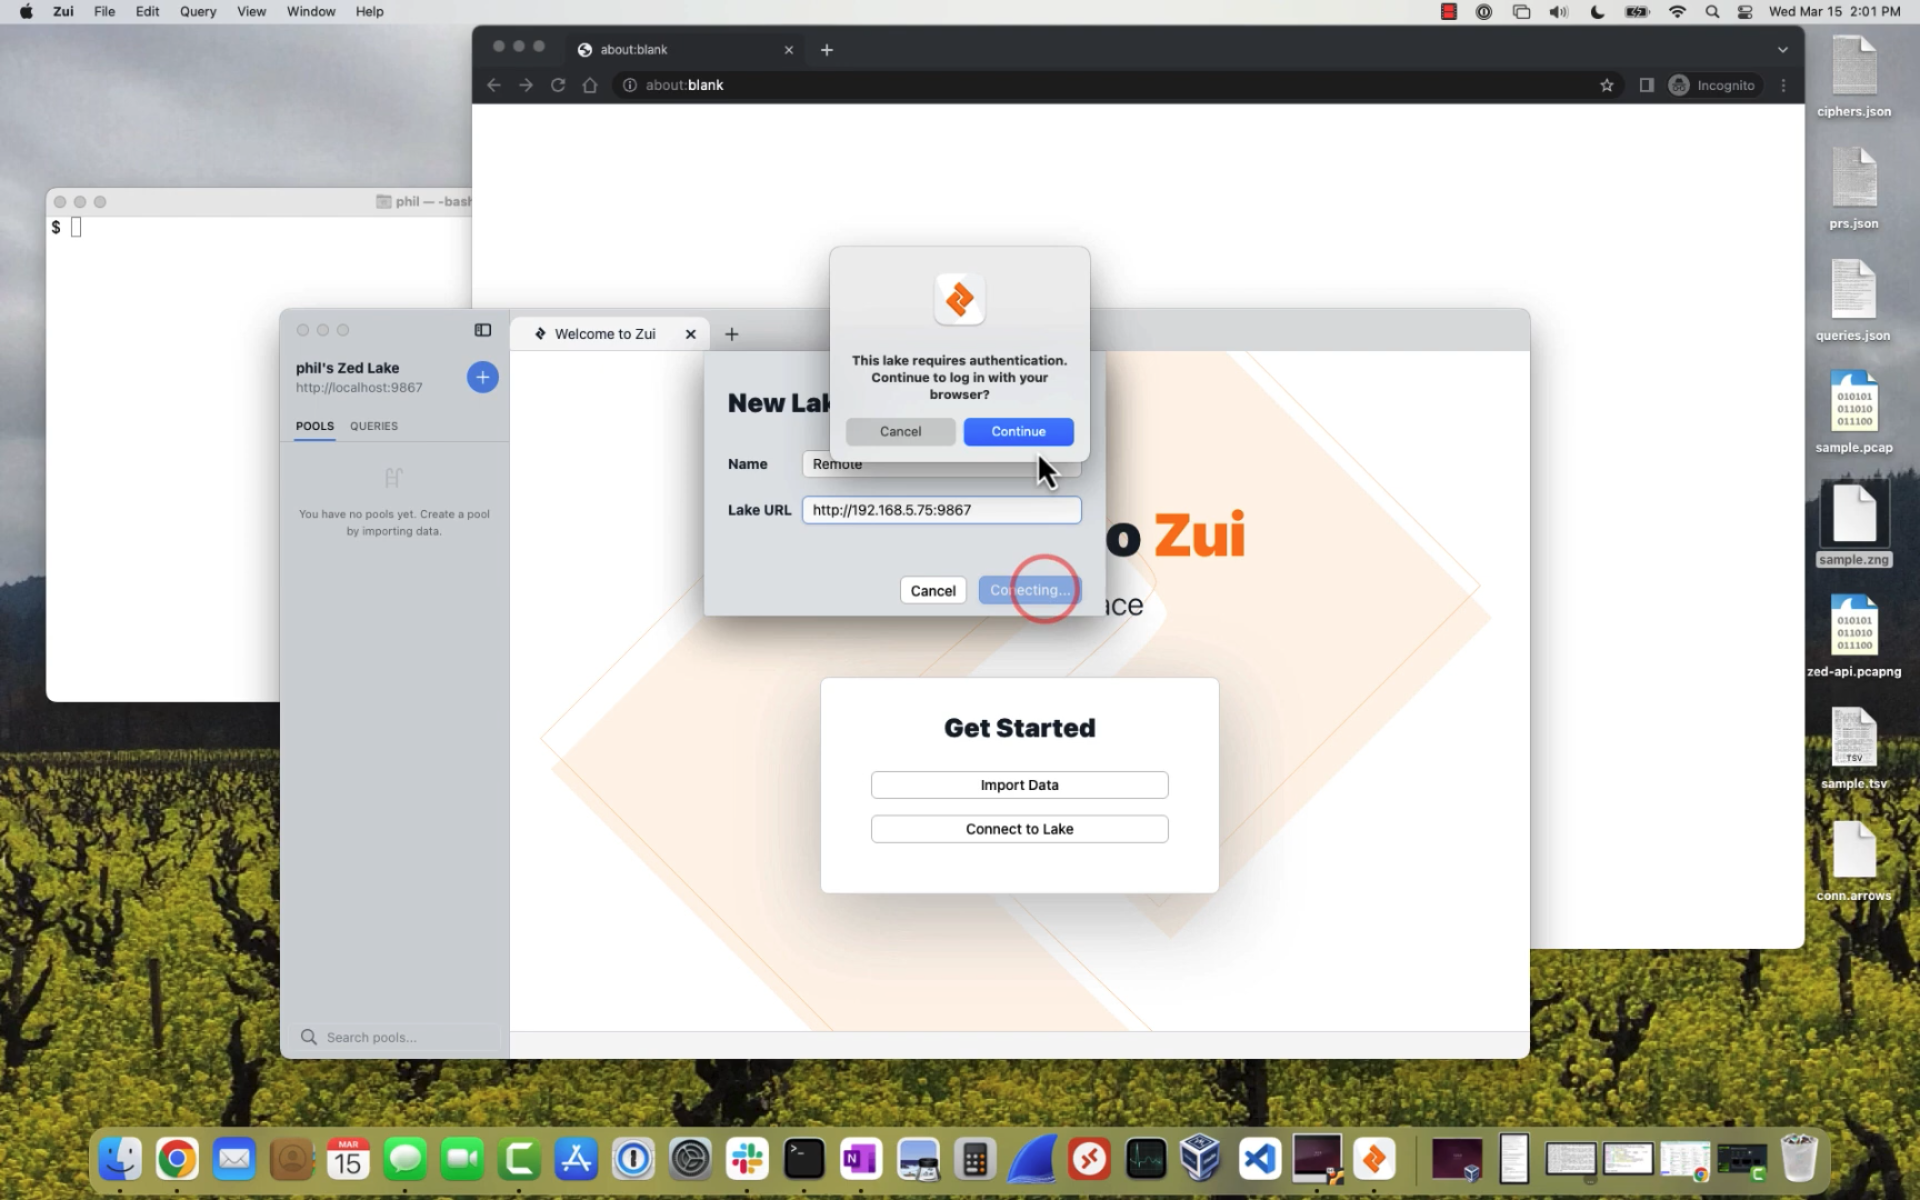 Zui File Edit Query View Window Help
Wed Mar 15 2:01 PM
about:blank
about:blank
Incognito
ciphers.json
prs.json
queries.json
010101
011010
011100
sample.pcap
sample.zng
010101
011010
011100
zed-api.pcapng
TSV
sample.tsv
conn.arrows
phil — -bash
$
phil's Zed Lake
http://localhost:9867
POOLS QUERIES
You have no pools yet. Create a pool
by importing data.
Search pools...
Welcome to Zui
This lake requires authentication.
Continue to log in with your
browser?
Cancel Continue
New Lak
Name Remote
Lake URL http://192.168.5.75:9867
Cancel Connecting...
o Zui
ace
Get Started
Import Data
Connect to Lake
MAR
15